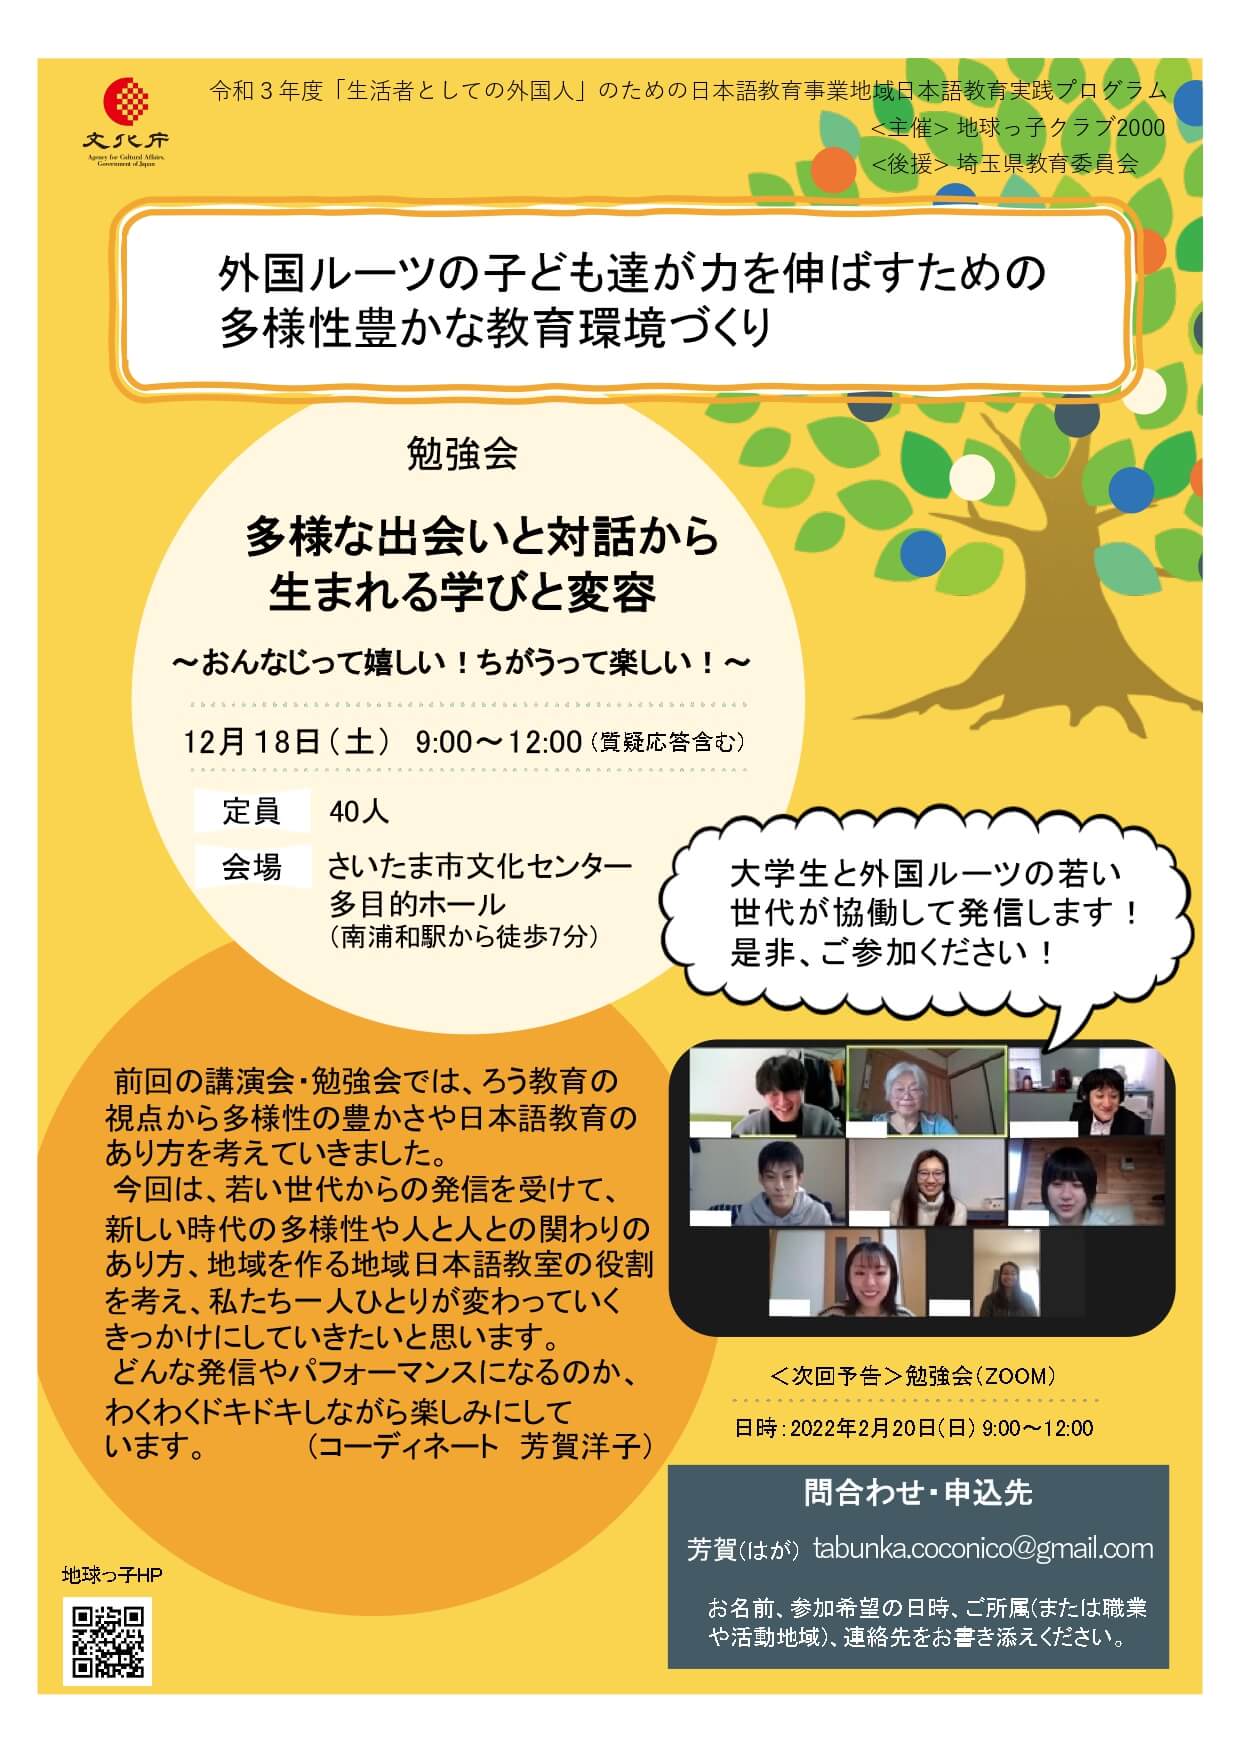 文化庁
Agency for Cultural Affairs,
Government of Japan
令和３年度「生活者としての外国人」のための日本語教育事業地域日本語教育実践プログラム
<主催> 地球っ子クラブ2000
<後援> 埼玉県教育委員会
外国ルーツの子ども達が力を伸ばすための
多様性豊かな教育環境づくり
勉強会
多様な出会いと対話から
生まれる学びと変容
～おんなじって嬉しい！ちがうって楽しい！～
12月18日（土） 9:00～12:00（質疑応答含む）
定員 40人
会場 さいたま市文化センター
多目的ホール
（南浦和駅から徒歩7分）
大学生と外国ルーツの若い
世代が協働して発信します！
是非、ご参加ください！
前回の講演会・勉強会では、ろう教育の
視点から多様性の豊かさや日本語教育の
あり方を考えていきました。
今回は、若い世代からの発信を受けて、
新しい時代の多様性や人と人との関わりの
あり方、地域を作る地域日本語教室の役割
を考え、私たち一人ひとりが変わっていく
きっかけにしていきたいと思います。
どんな発信やパフォーマンスになるのか、
わくわくドキドキしながら楽しみにして
います。 （コーディネート 芳賀洋子）
＜次回予告＞勉強会（ZOOM）
日時：2022年2月20日（日） 9:00～12:00
問合わせ・申込先
芳賀（はが） tabunka.coconico@gmail.com
お名前、参加希望の日時、ご所属（または職業
や活動地域）、連絡先をお書き添えください。
地球っ子HP